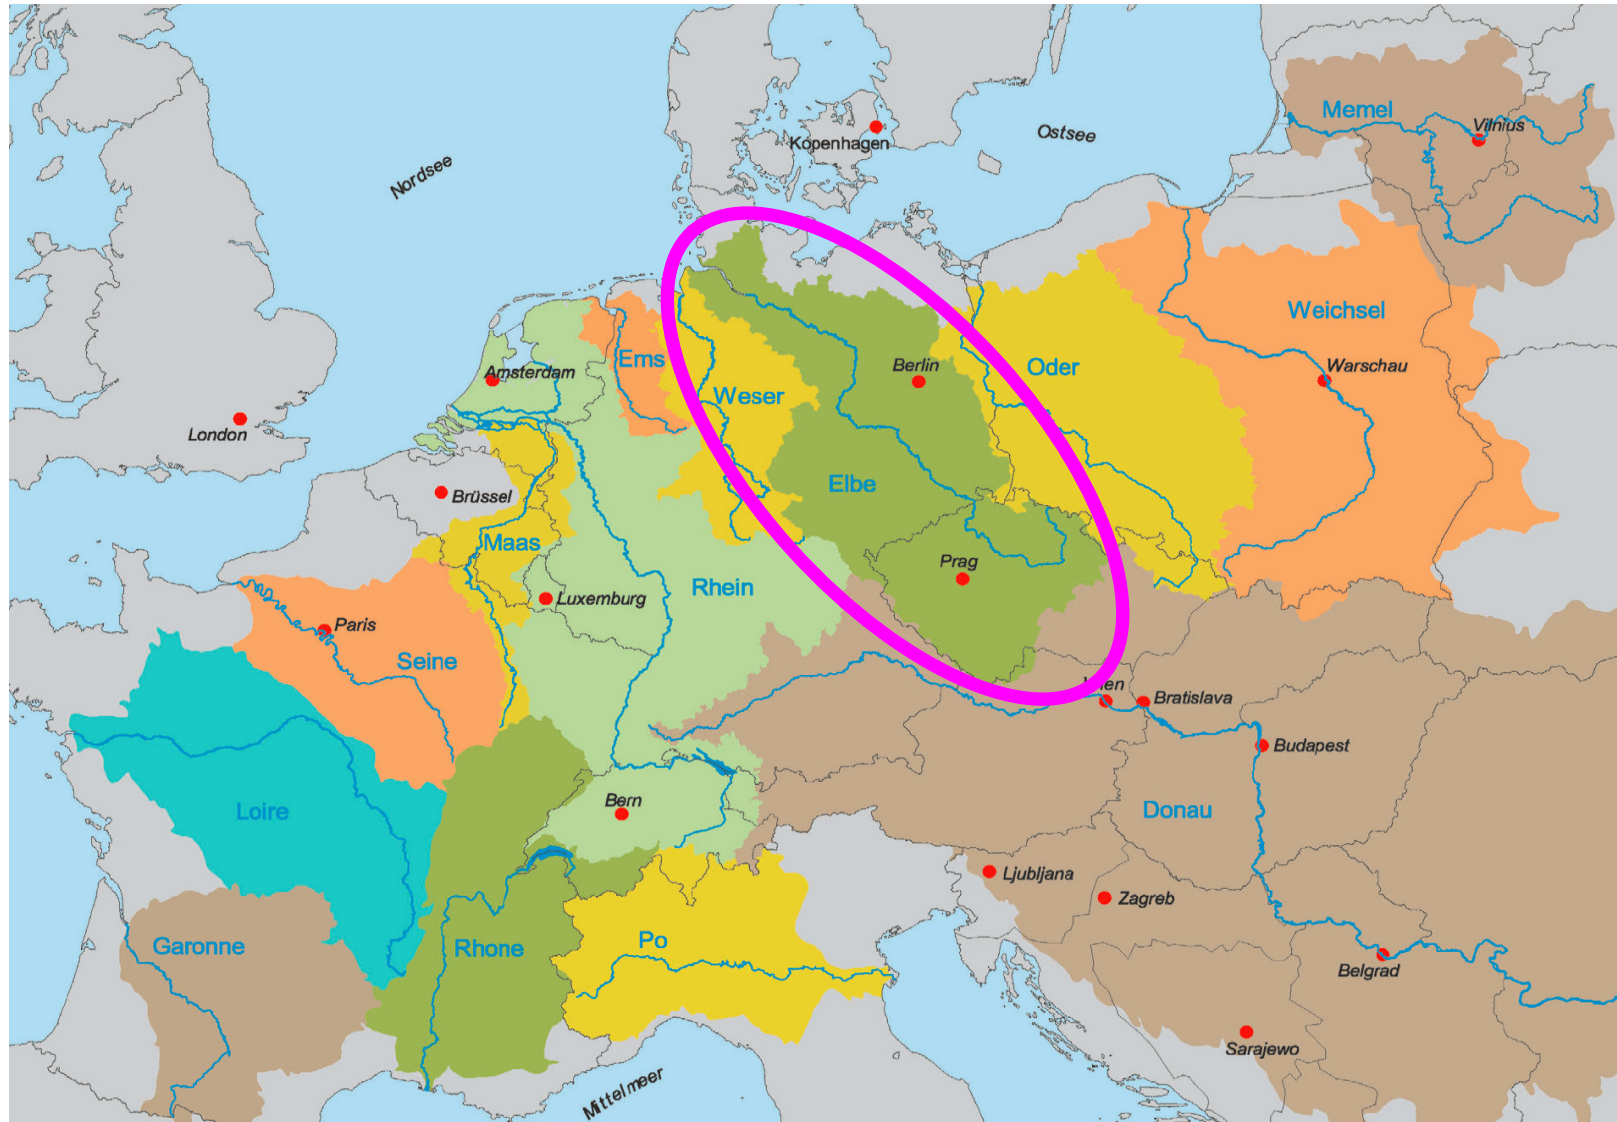 Memel
Vilnius
Kopenhagen
Ostsee
Nordsee
Weichsel
Ems
Amsterdam
Berlin
Oder
Warschau
Weser
London
Elbe
Brüssel
Maas
Prag
Rhein
Luxemburg
Paris
Seine
Wien
Bratislava
Budapest
Bern
Loire
Donau
Ljubljana
Zagreb
Garonne
Rhone
Po
Belgrad
Sarajewo
Mittelmeer